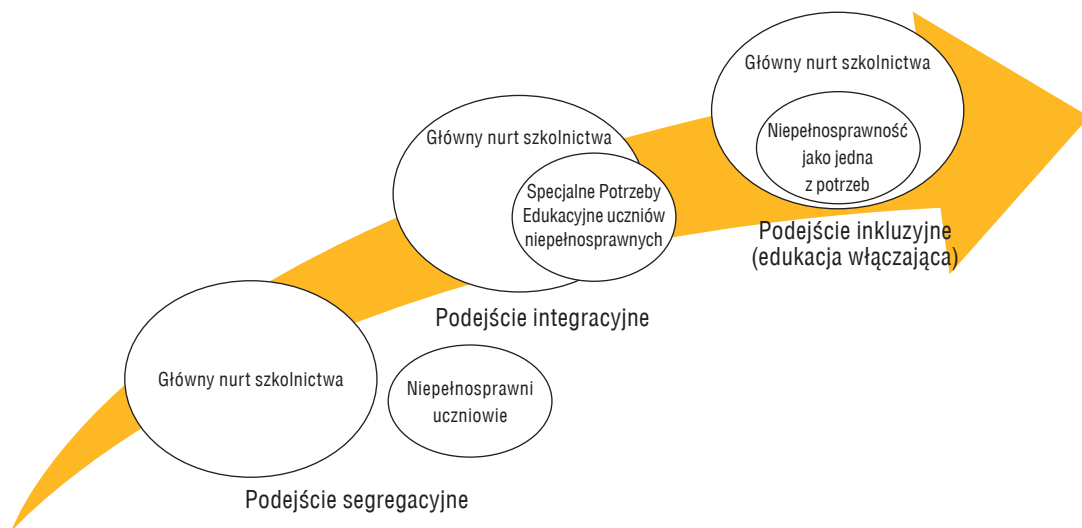 Główny nurt szkolnictwa
Niepełnosprawność
jako jedna
z potrzeb
Podejście inkluzyjne
(edukacja włączająca)
Główny nurt szkolnictwa
Specjalne Potrzeby
Edukacyjne uczniów
niepełnosprawnych
Podejście integracyjne
Główny nurt szkolnictwa
Niepełnosprawni
uczniowie
Podejście segregacyjne